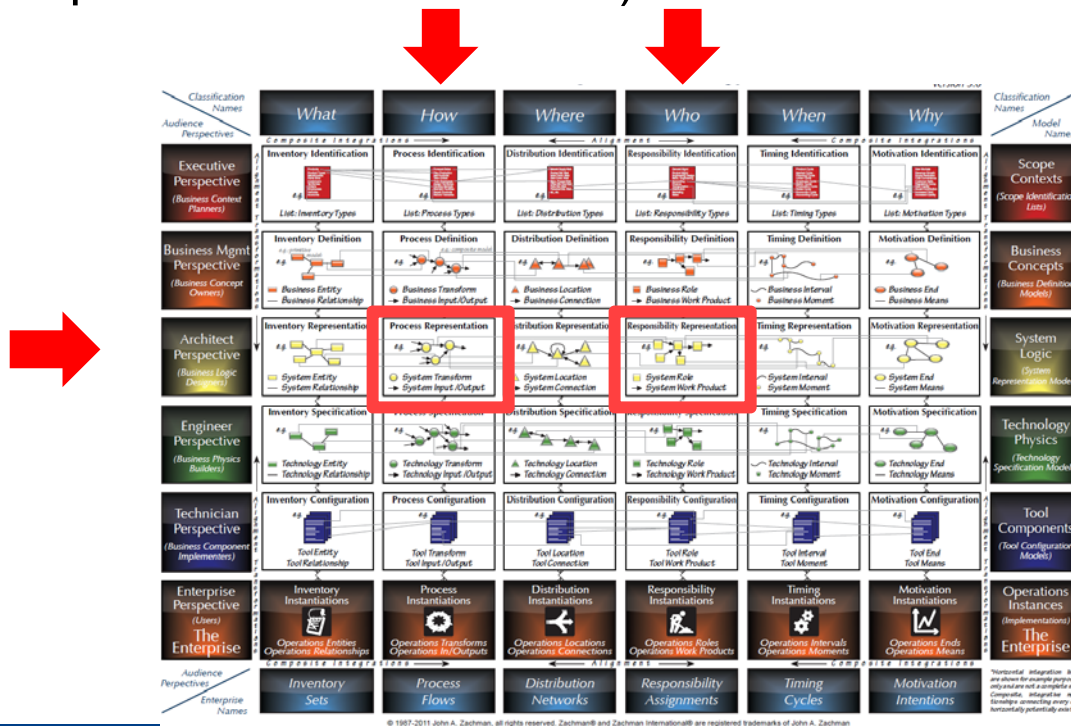 Classification
Names
Audience
Perspectives
What
How
Where
Who
When
Why
Classification
Names
Model
Names
Composite Integrations
Alignment
Composite Integrations
Executive
Perspective
(Business Context
Planners)
Inventory Identification
e.g.
List: Inventory Types
Process Identification
e.g.
List: Process Types
Distribution Identification
e.g.
List: Distribution Types
Responsibility Identification
e.g.
List: Responsibility Types
Timing Identification
e.g.
List: Timing Types
Motivation Identification
e.g.
List: Motivation Types
Scope
Contexts
(Scope Identification
Lists)
Alignment Transformations
Business Mgmt
Perspective
(Business Concept
Owners)
Inventory Definition
e.g.
Business Entity
Business Relationship
Process Definition
e.g.
Business Transform
Business Input/Output
Distribution Definition
e.g.
Business Location
Business Connection
Responsibility Definition
e.g.
Business Role
Business Work Product
Timing Definition
e.g.
Business Interval
Business Moment
Motivation Definition
e.g.
Business End
Business Means
Business
Concepts
(Business Definition
Models)
Architect
Perspective
(Business Logic
Designers)
Inventory Representation
e.g.
System Entity
System Relationship
Process Representation
e.g.
System Transform
System Input /Output
Distribution Representation
e.g.
System Location
System Connection
Responsibility Representation
e.g.
System Role
System Work Product
Timing Representation
e.g.
System Interval
System Moment
Motivation Representation
e.g.
System End
System Means
System
Logic
(System
Representation Models)
Engineer
Perspective
(Business Physics
Builders)
Inventory Specification
e.g.
Technology Entity
Technology Relationship
Process Specification
e.g.
Technology Transform
Technology Input /Output
Distribution Specification
e.g.
Technology Location
Technology Connection
Responsibility Specification
e.g.
Technology Role
Technology Work Product
Timing Specification
e.g.
Technology Interval
Technology Moment
Motivation Specification
e.g.
Technology End
Technology Means
Technology
Physics
(Technology
Specification Models)
Technician
Perspective
(Business Component
Implementers)
Inventory Configuration
e.g.
Tool Entity
Tool Relationship
Process Configuration
e.g.
Tool Transform
Tool Input /Output
Distribution Configuration
e.g.
Tool Location
Tool Connection
Responsibility Configuration
e.g.
Tool Role
Tool Work Product
Timing Configuration
e.g.
Tool Interval
Tool Moment
Motivation Configuration
e.g.
Tool End
Tool Means
Tool
Components
(Tool Configuration
Models)
Alignment Transformations
Enterprise
Perspective
(Users)
The
Enterprise
Inventory
Instantiations
Operations Entities
Operations Relationships
Process
Instantiations
Operations Transforms
Operations In/Outputs
Distribution
Instantiations
Operations Locations
Operations Connections
Responsibility
Instantiations
Operations Roles
Operations Work Products
Timing
Instantiations
Operations Intervals
Operations Moments
Motivation
Instantiations
Operations Ends
Operations Means
Operations
Instances
(Implementations)
The
Enterprise
Composite Integrations
Alignment
Composite Integrations
Audience
Perpectives
Enterprise
Names
Inventory
Sets
Process
Flows
Distribution
Networks
Responsibility
Assignments
Timing
Cycles
Motivation
Intentions
© 1987-2011 John A. Zachman, all rights reserved. Zachman® and Zachman International® are registered trademarks of John A. Zachman